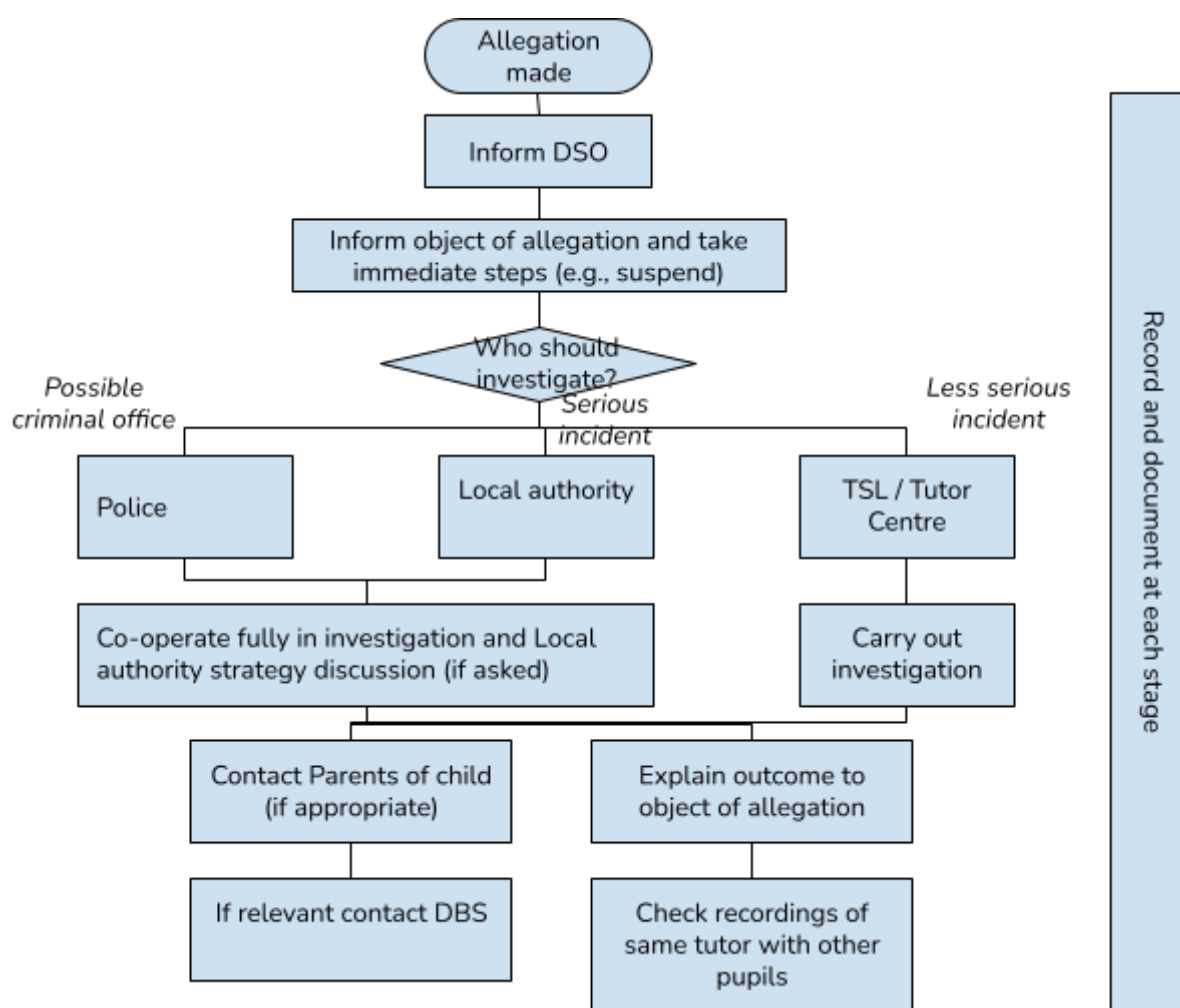 Allegation
made
Inform DSO
Inform object of allegation and take
immediate steps (e.g., suspend)
Who should
investigate?
Possible
criminal office
Serious
incident
Less serious
incident
Police
Local authority
TSL / Tutor
Centre
Co-operate fully in investigation and Local
authority strategy discussion (if asked)
Carry out
investigation
Contact Parents of child
(if appropriate)
Explain outcome to
object of allegation
If relevant contact DBS
Check recordings of
same tutor with other
pupils
Record and document at each stage